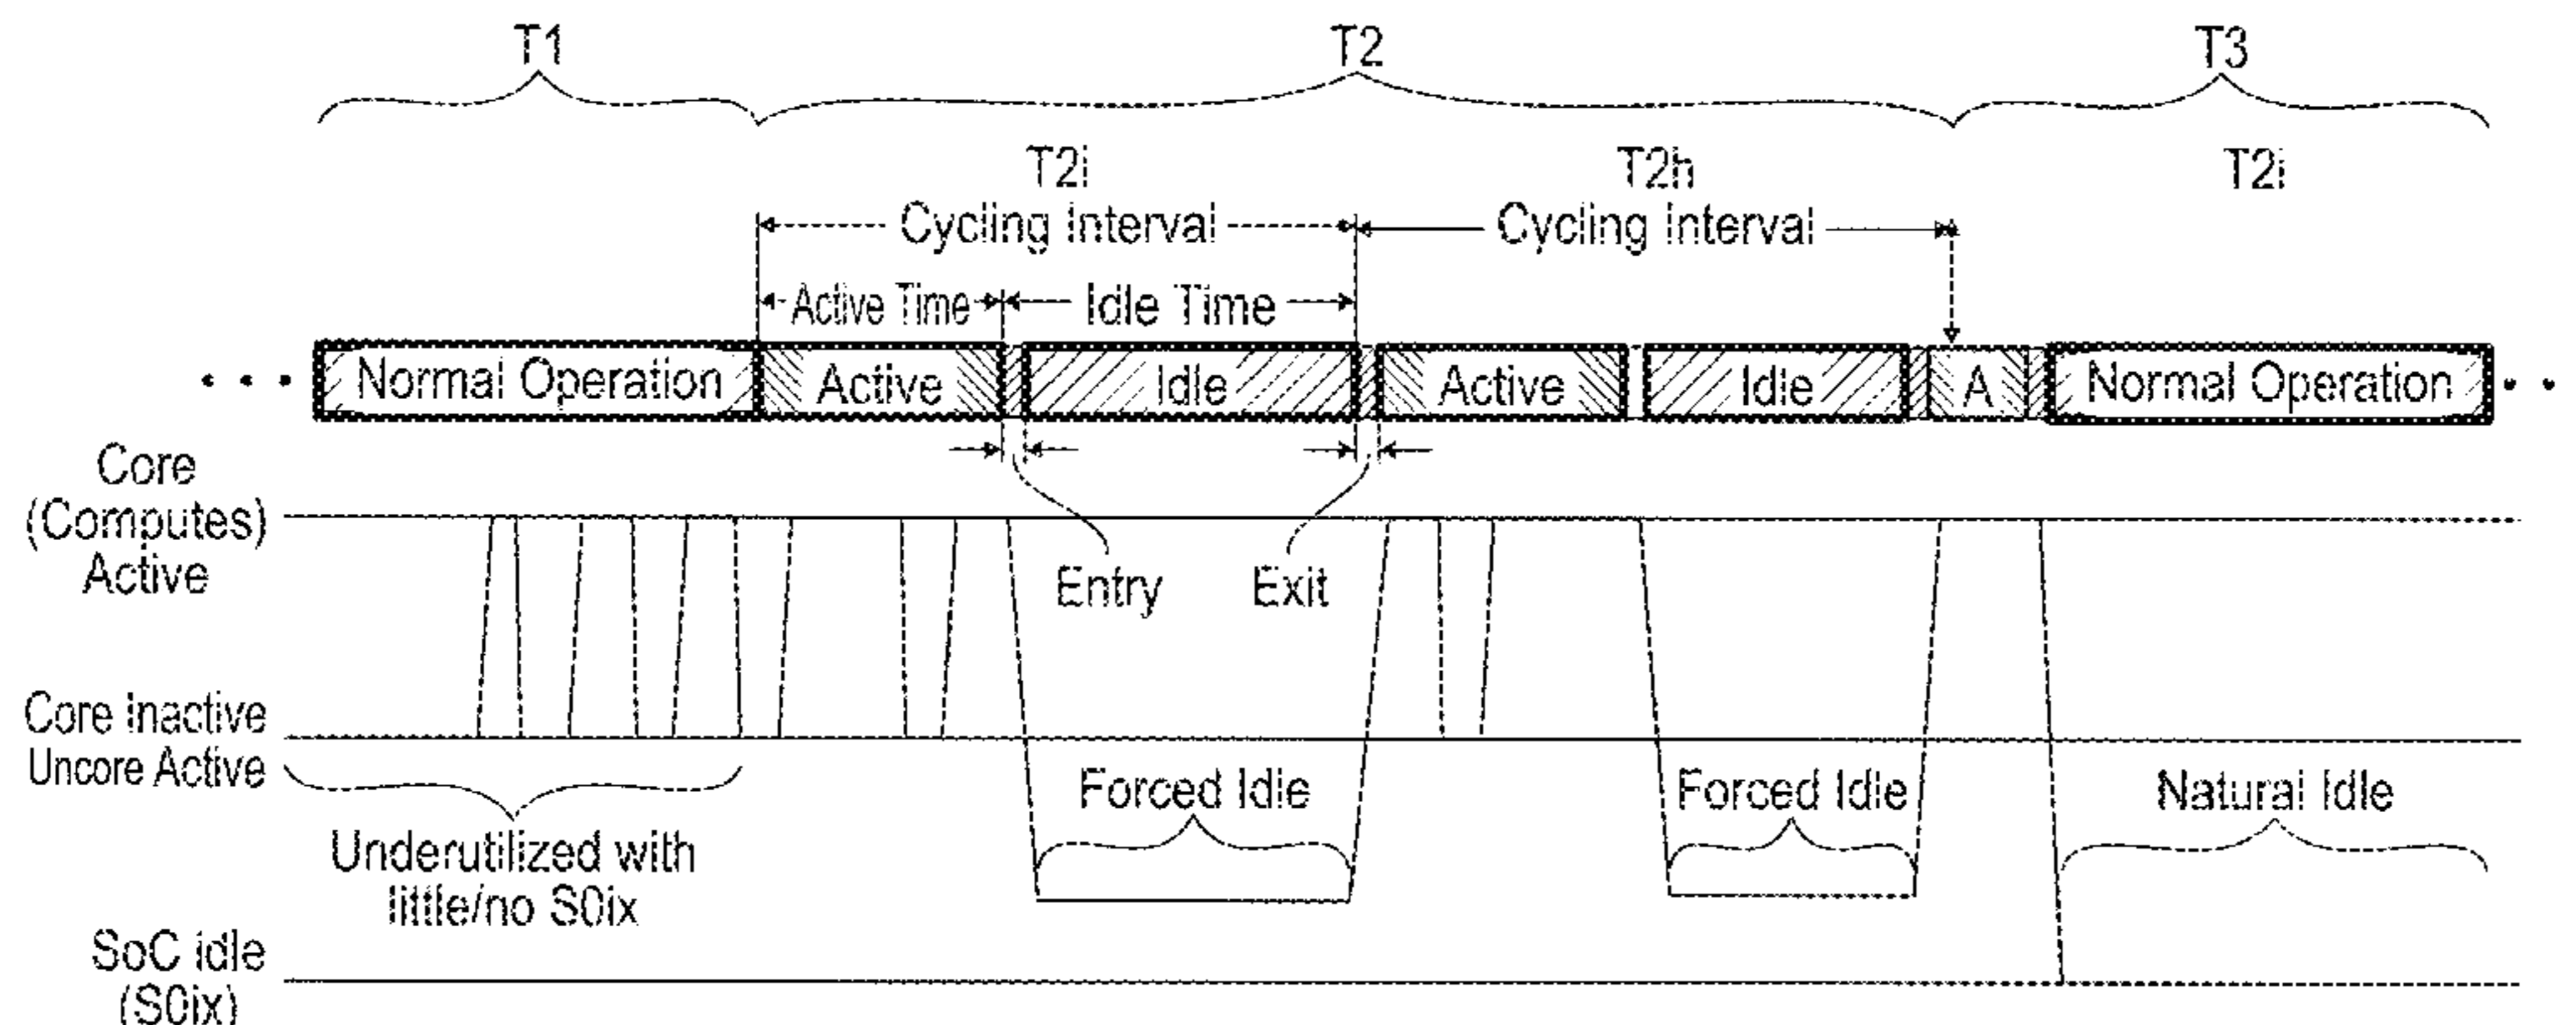 T1 T2 T3
T2i T2h T2i
Cycling Interval Cycling Interval
Active Time Idle Time
Normal Operation Active Idle Active Idle A Normal Operation
Core
(Computes)
Active
Entry Exit
Core Inactive
Uncore Active
Forced Idle Forced Idle Natural Idle
Underutilized with
little/no S0ix
SoC idle
(S0ix)